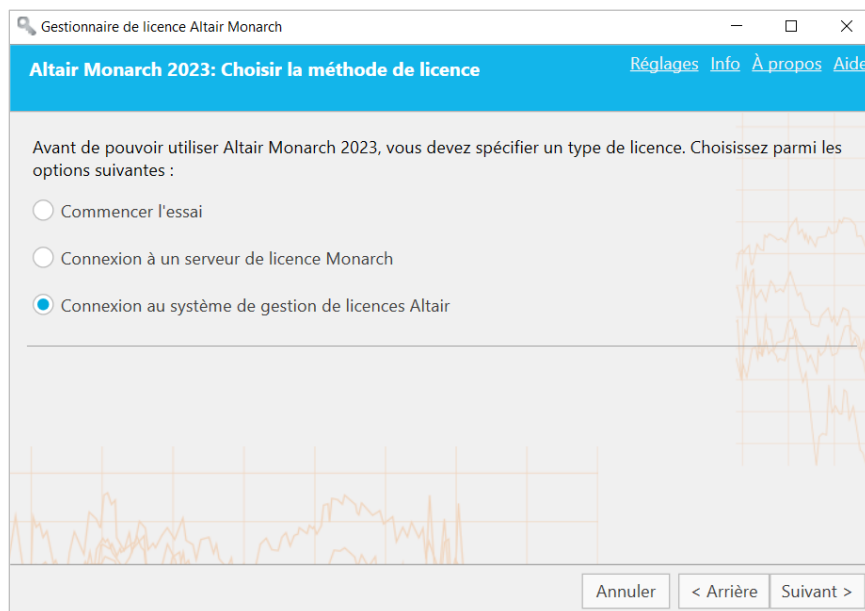 Gestionnaire de licence Altair Monarch
Altair Monarch 2023: Choisir la méthode de licence
Réglages Info À propos Aide
Avant de pouvoir utiliser Altair Monarch 2023, vous devez spécifier un type de licence. Choisissez parmi les
options suivantes :
Commencer l'essai
Connexion à un serveur de licence Monarch
Connexion au système de gestion de licences Altair
Annuler < Arrière Suivant >